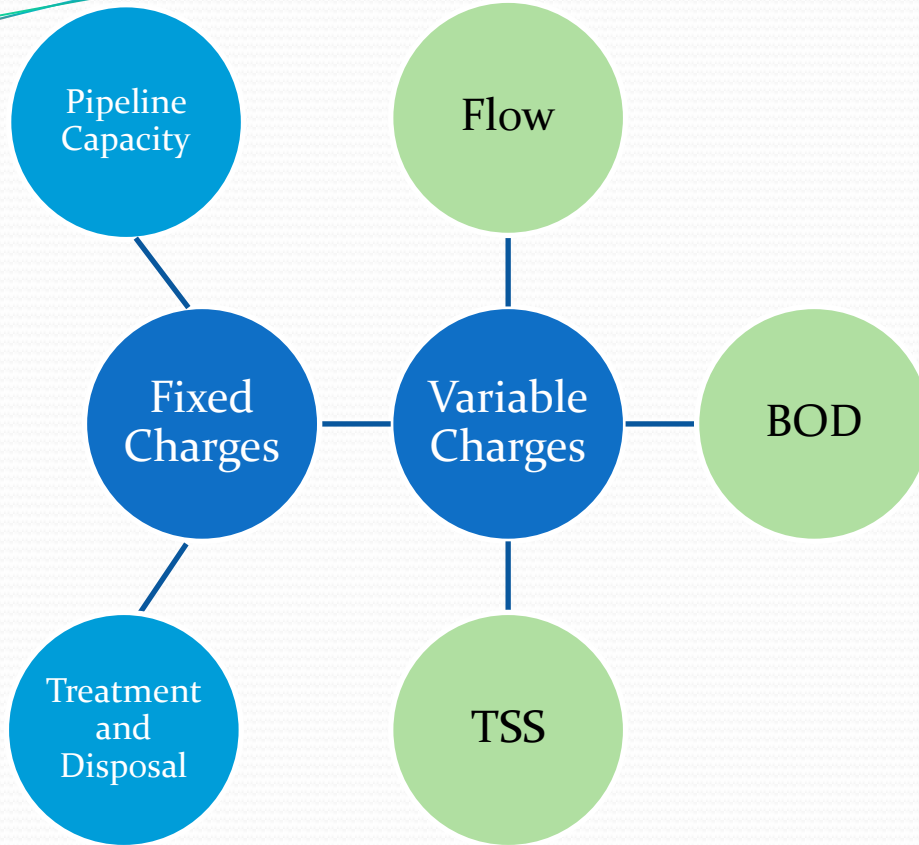 Pipeline
Capacity
Flow
Fixed
Charges
Variable
Charges
BOD
Treatment
and
Disposal
TSS